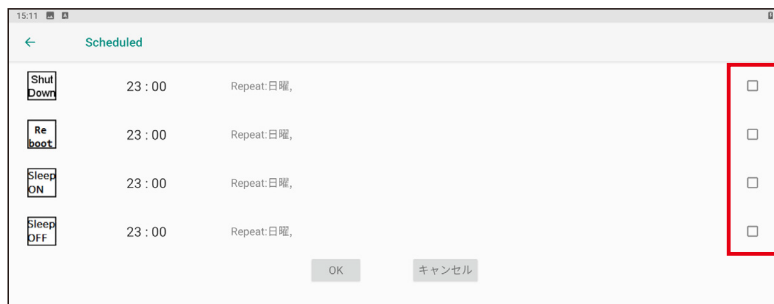 15:11
← Scheduled
Shut Down 23 : 00 Repeat:日曜,
Re boot 23 : 00 Repeat:日曜,
Sleep ON 23 : 00 Repeat:日曜,
Sleep OFF 23 : 00 Repeat:日曜,
OK キャンセル